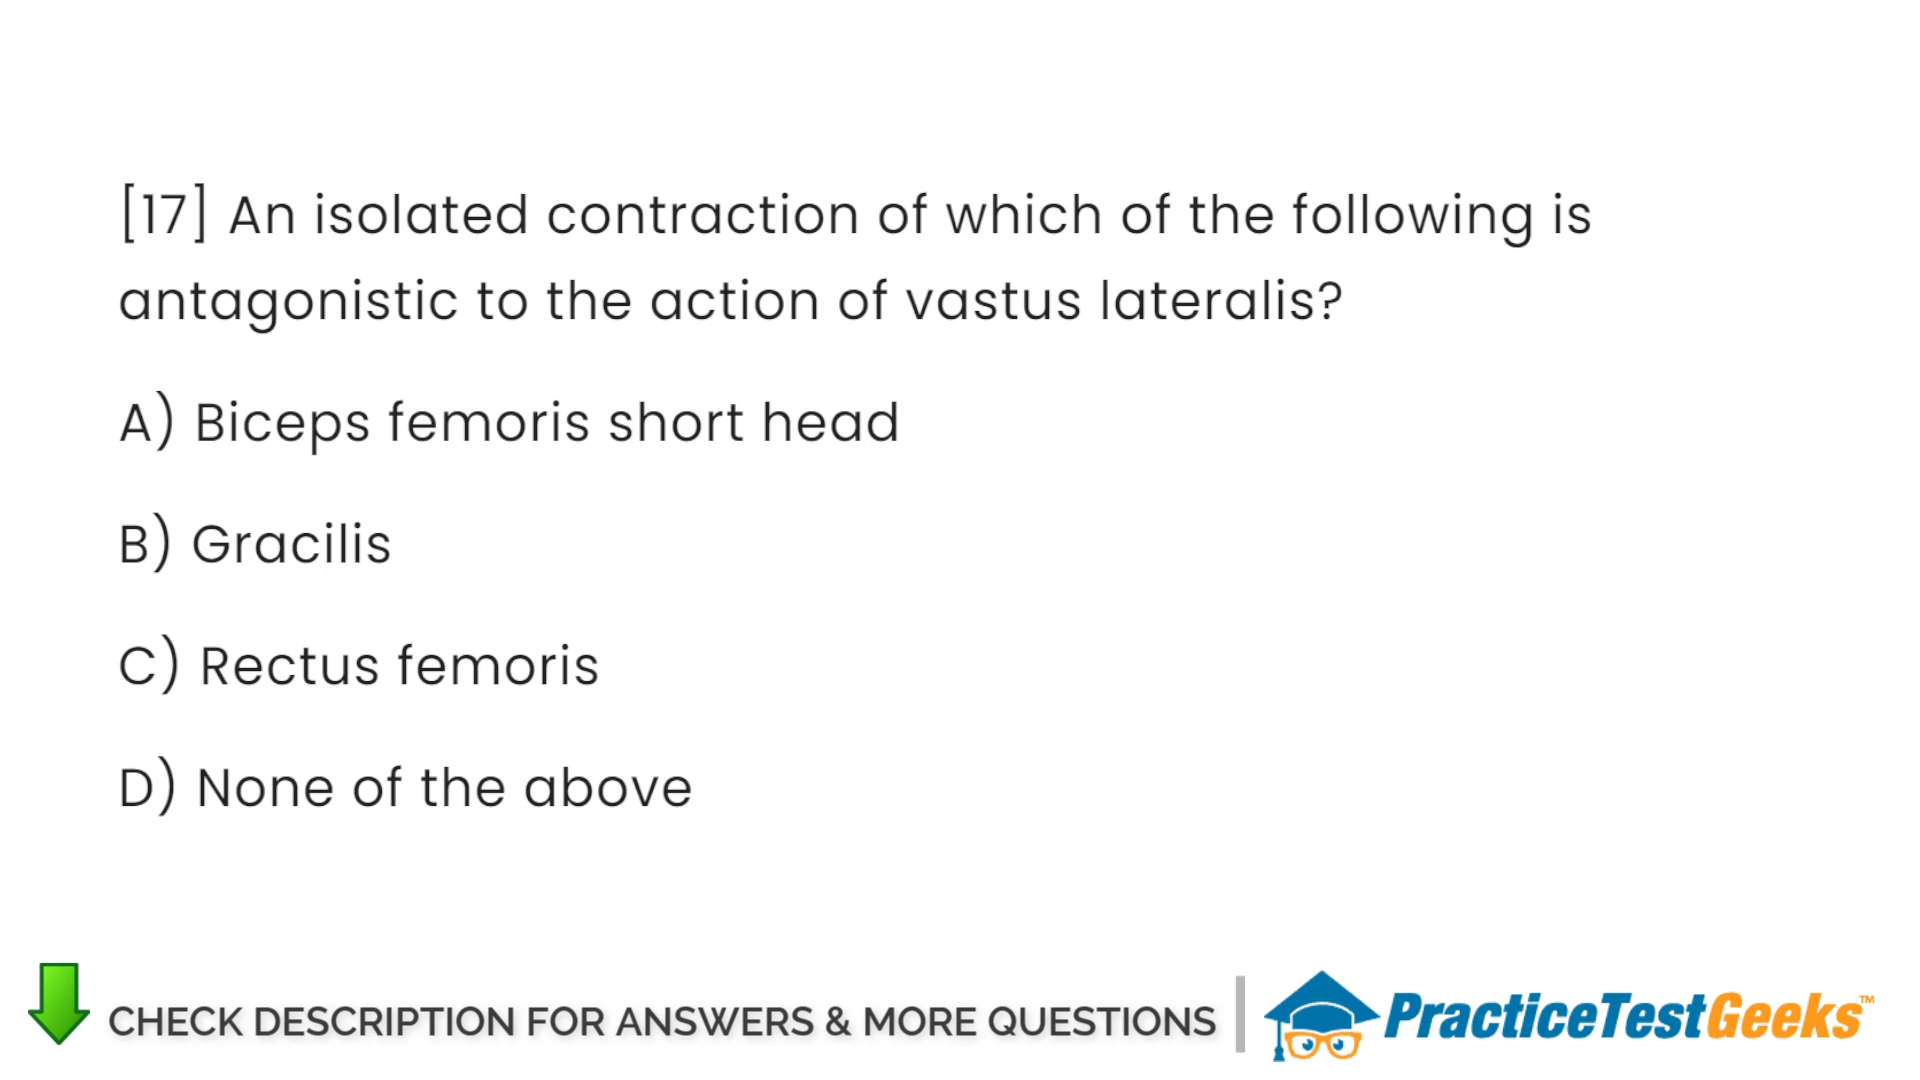 [17] An isolated contraction of which of the following is
antagonistic to the action of vastus lateralis?
A) Biceps femoris short head
B) Gracilis
C) Rectus femoris
D) None of the above
CHECK DESCRIPTION FOR ANSWERS & MORE QUESTIONS
PracticeTestGeeks™